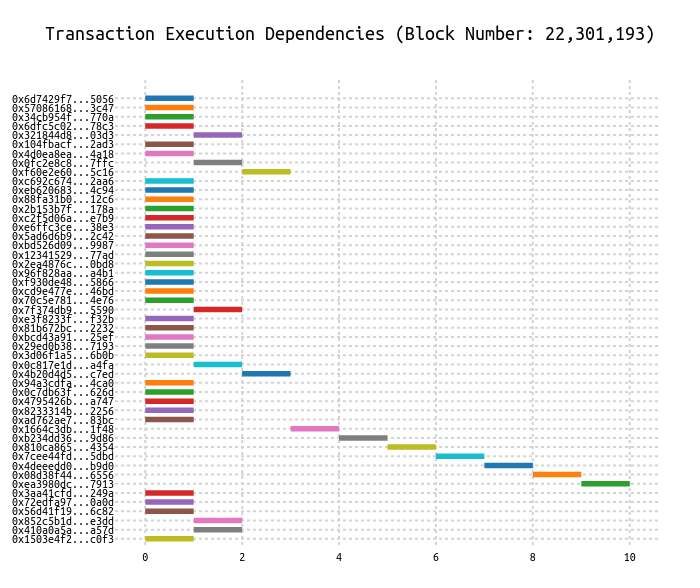 Transaction Execution Dependencies (Block Number: 22,301,193)
0x6d7429f7...5056
0x57086168...3c47
0x34cb954f...770a
0x6dfc5c02...78c3
0x321844d8...03d3
0x104fbacf...2ad3
0x4d0ea8ea...4a18
0x0fc2e8c8...7ffc
0xf60e2e60...5c16
0xc692c674...2aa6
0xeb620683...4c94
0x88fa31b0...12c6
0x2b153b7f...178a
0xc2f5d06a...e7b9
0xe6ffc3ce...38e3
0x5ad6d6b9...2c42
0xbd526d09...9987
0x12341529...77ad
0x2ea4876c...0bd8
0x96f828aa...a4b1
0xf930de48...5866
0xcd9e477e...46bd
0x70c5e781...4e76
0x7f374db9...5590
0xe3f8233f...f32b
0x81b672bc...2232
0xbcd43a91...25ef
0x29ed0b38...7193
0x3d06f1a5...6b0b
0x0c817e1d...a4fa
0x4b20d4d5...c7ed
0x94a3cdfa...4ca0
0x0c7db63f...626d
0x4795426b...a747
0x8233314b...2256
0xad762ae7...83bc
0x1664c3db...1f48
0xb234dd36...9d86
0x810ca865...4354
0x7cee44fd...5dbd
0x4deeedd0...b9d0
0x08d38f44...6556
0xea3980dc...7913
0x3aa41cfd...249a
0x72edfa97...0a0d
0x56d41f19...6c82
0x852c5b1d...e3dd
0x410a0a5a...a57d
0x1503e4f2...c0f3
0 2 4 6 8 10